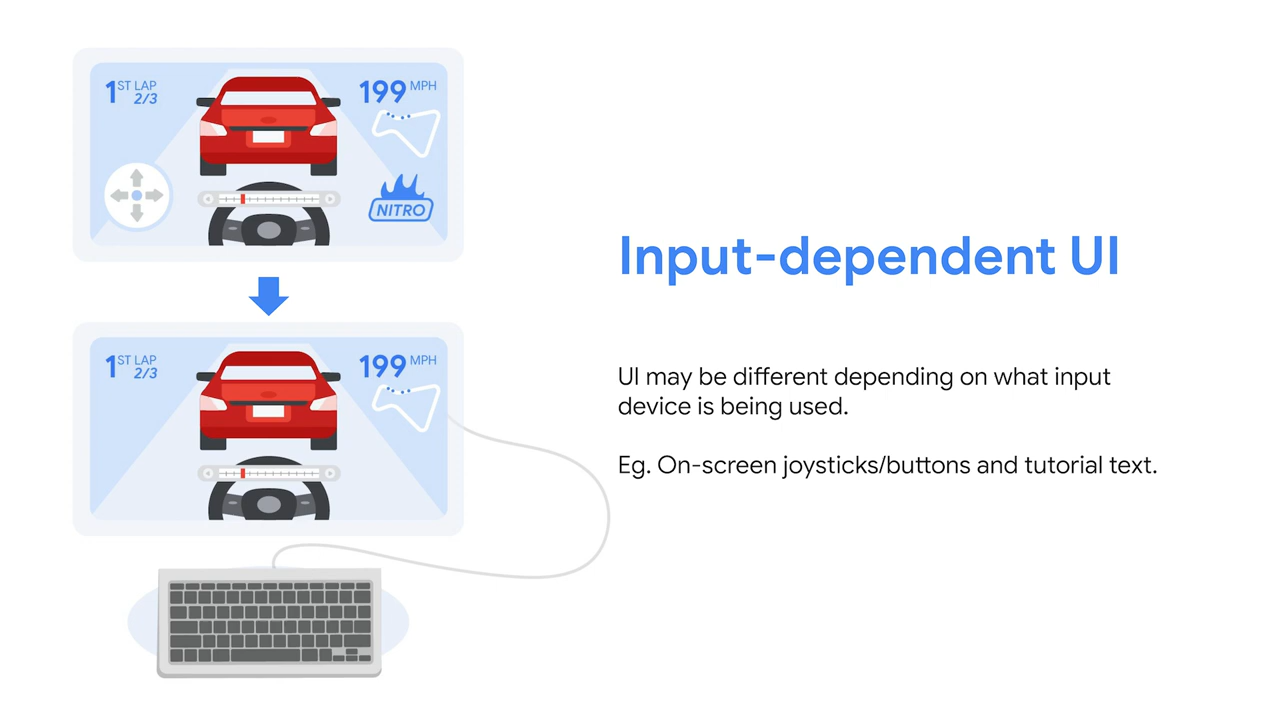 1ST LAP
2/3
199 MPH
NITRO
1ST LAP
2/3
199 MPH
Input-dependent UI
UI may be different depending on what input
device is being used.
Eg. On-screen joysticks/buttons and tutorial text.